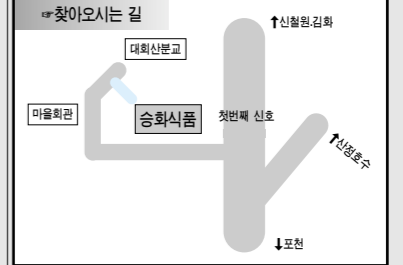 ☞찾아오시는 길
↑신철원.김화
대회산분교
마을회관
승화식품
첫번째 신호
↑산정호수
↓포천